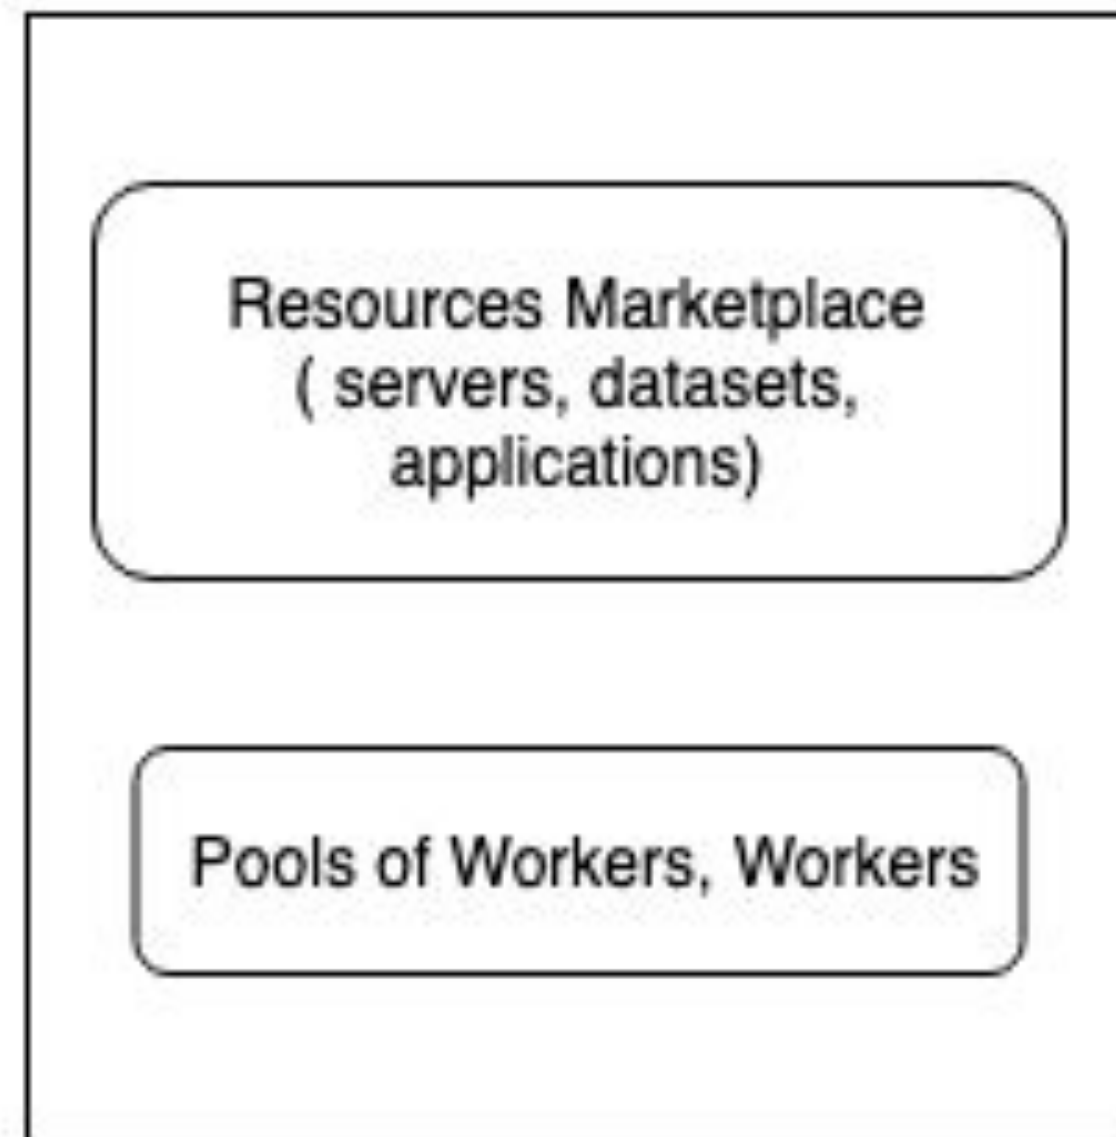 Resources Marketplace
( servers, datasets,
applications)
Pools of Workers, Workers